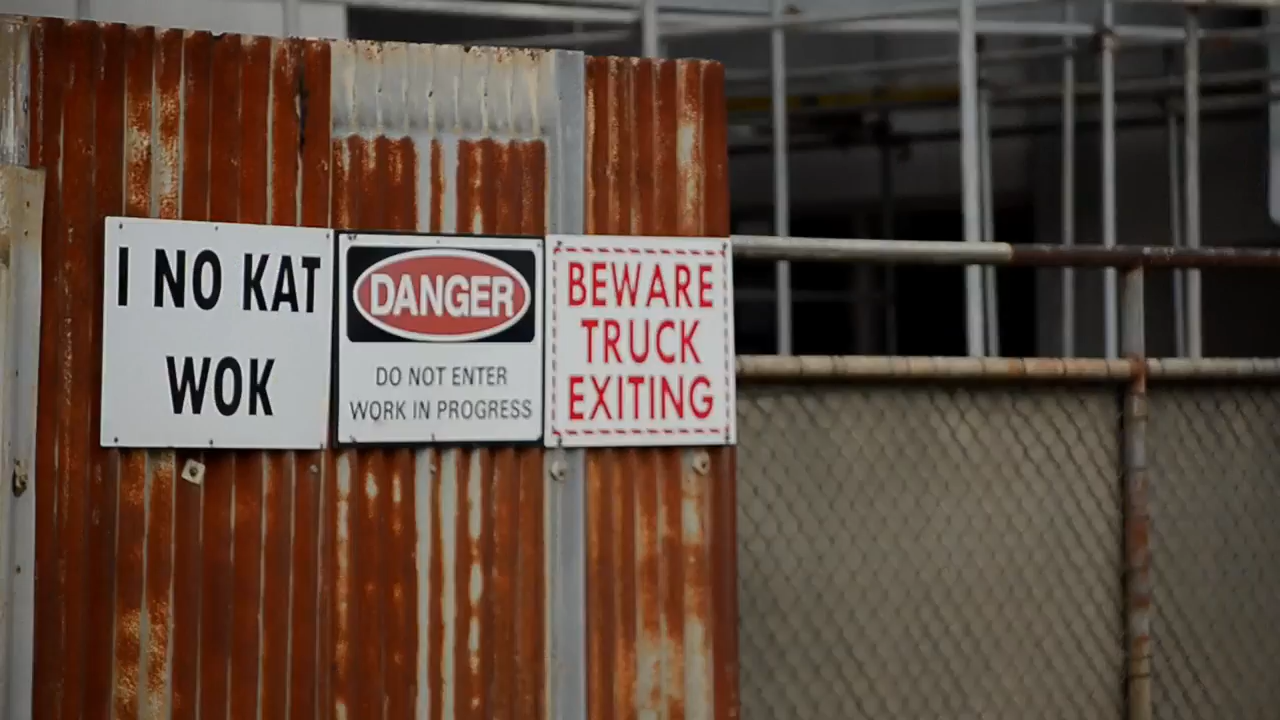 I NO KAT
WOK
DANGER
DO NOT ENTER
WORK IN PROGRESS
BEWARE
TRUCK
EXITING